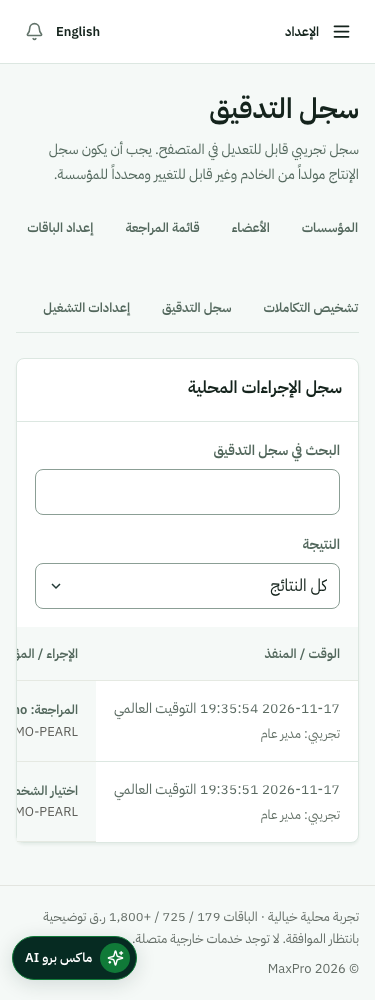 الإعداد
English
سجل التدقيق
سجل تجريبي قابل للتعديل في المتصفح. يجب أن يكون سجل
الإنتاج مولداً من الخادم وغير قابل للتغيير ومحدداً للمؤسسة.
المؤسسات الأعضاء قائمة المراجعة إعداد الباقات
تشخيص التكاملات سجل التدقيق إعدادات التشغيل
سجل الإجراءات المحلية
البحث في سجل التدقيق
النتيجة
كل النتائج
الوقت / المنفذ الإجراء /
2026-11-17 19:35:54 التوقيت العالمي المراجعة:
تجريبي: مدير عام MO-PEARL
2026-11-17 19:35:51 التوقيت العالمي اختيار
تجريبي: مدير عام MO-PEARL
تجربة محلية خيالية · الباقات 179 / 725 / +1,800 ر.ق توضيحية
بانتظار الموافقة. لا توجد خدمات خارجية متصلة.
© 2026 MaxPro
ماكس برو AI